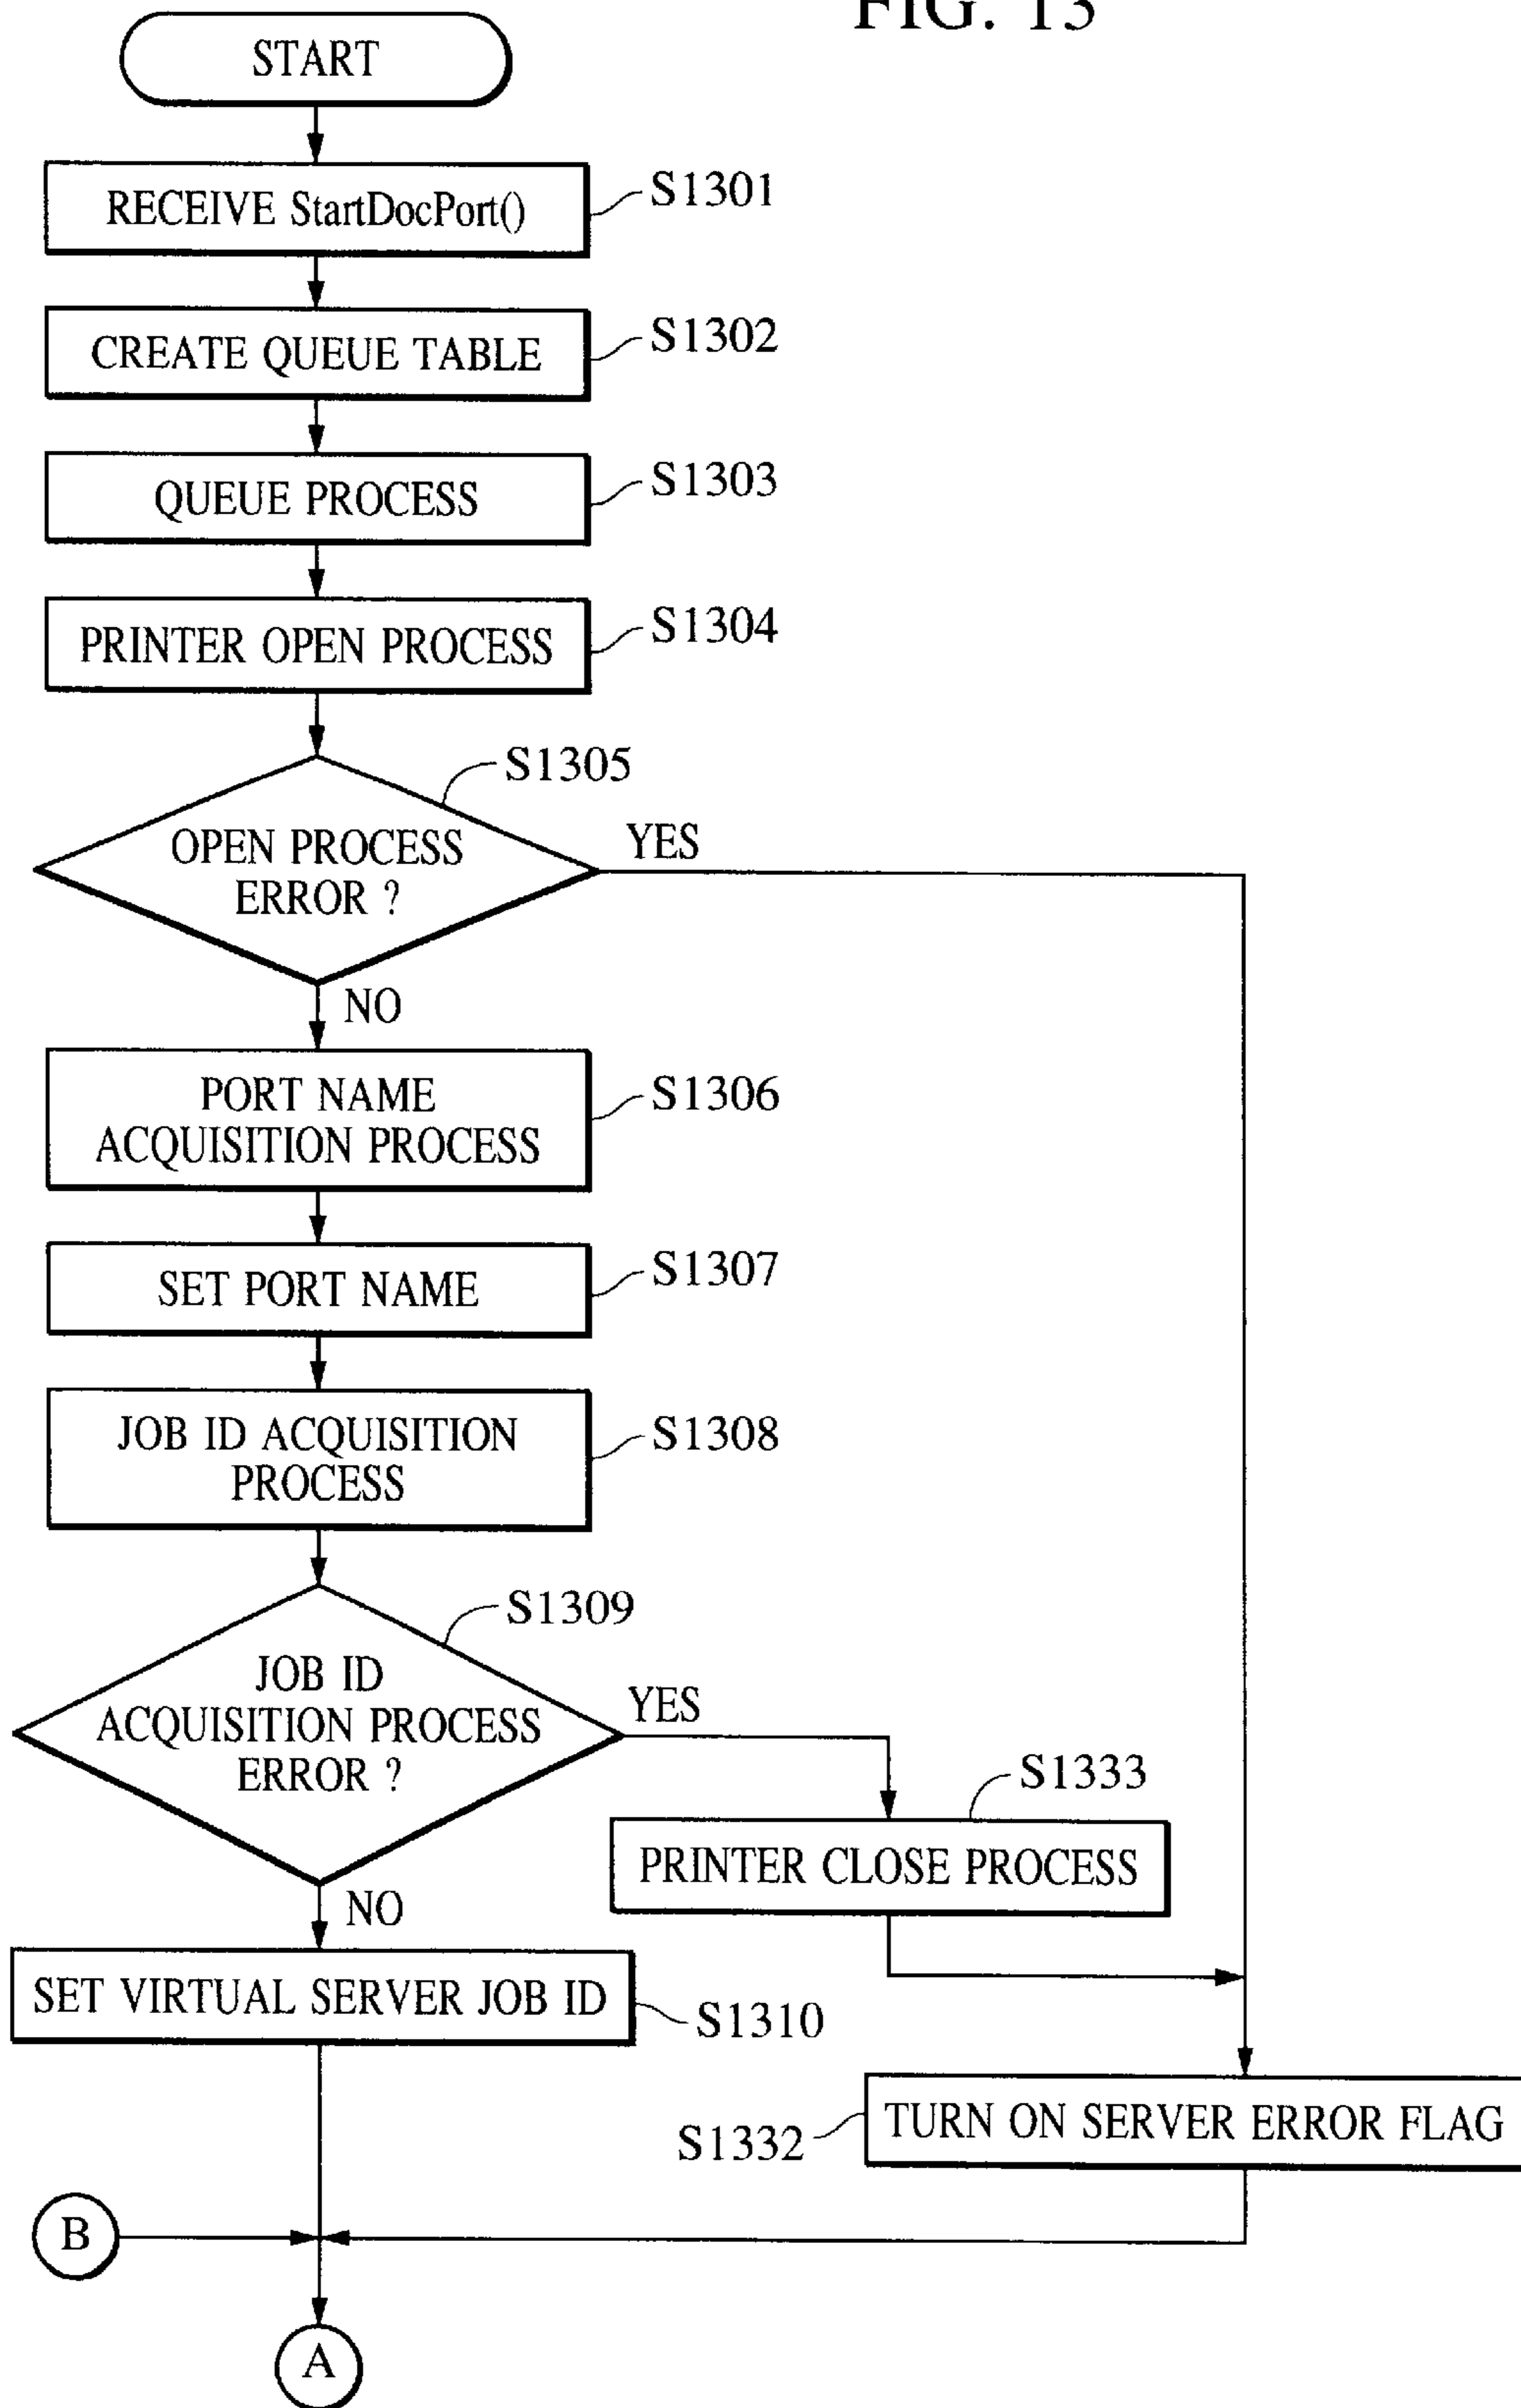 FIG. 13
START
RECEIVE StartDocPort()
S1301
CREATE QUEUE TABLE
S1302
QUEUE PROCESS
S1303
PRINTER OPEN PROCESS
S1304
S1305
OPEN PROCESS
ERROR ?
YES
NO
PORT NAME
ACQUISITION PROCESS
S1306
SET PORT NAME
S1307
JOB ID ACQUISITION
PROCESS
S1308
S1309
JOB ID
ACQUISITION PROCESS
ERROR ?
YES
S1333
PRINTER CLOSE PROCESS
NO
SET VIRTUAL SERVER JOB ID
S1310
TURN ON SERVER ERROR FLAG
S1332
B
A